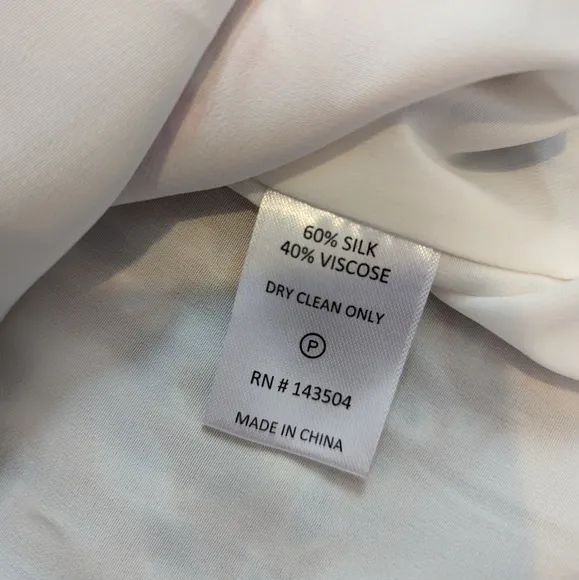 60% SILK
40% VISCOSE
DRY CLEAN ONLY
P
RN # 143504
MADE IN CHINA